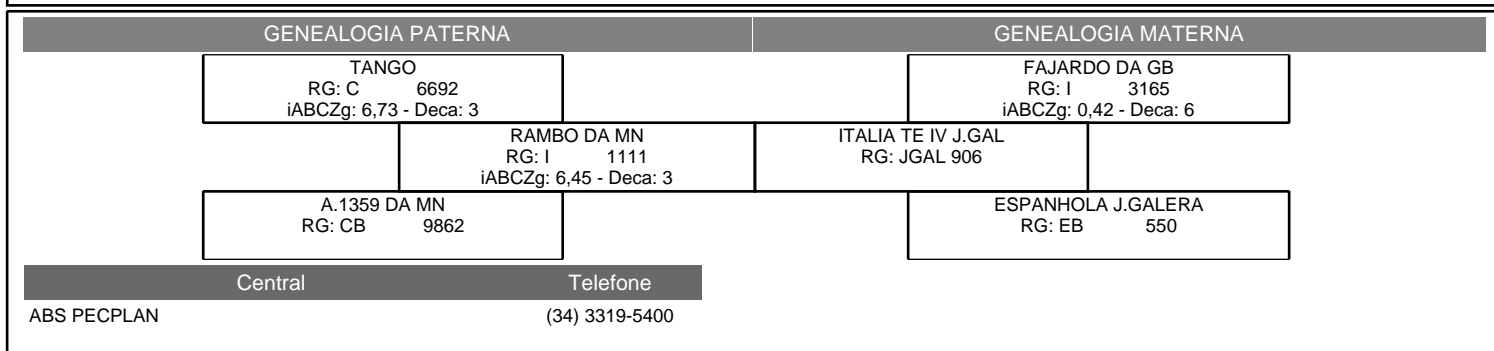 GENEALOGIA PATERNA GENEALOGIA MATERNA
TANGO
RG: C 6692
iABCZg: 6,73 - Deca: 3
FAJARDO DA GB
RG: I 3165
iABCZg: 0,42 - Deca: 6
RAMBO DA MN
RG: I 1111
iABCZg: 6,45 - Deca: 3
ITALIA TE IV J.GAL
RG: JGAL 906
A.1359 DA MN
RG: CB 9862
ESPANHOLA J.GALERA
RG: EB 550
Central Telefone
ABS PECPLAN (34) 3319-5400